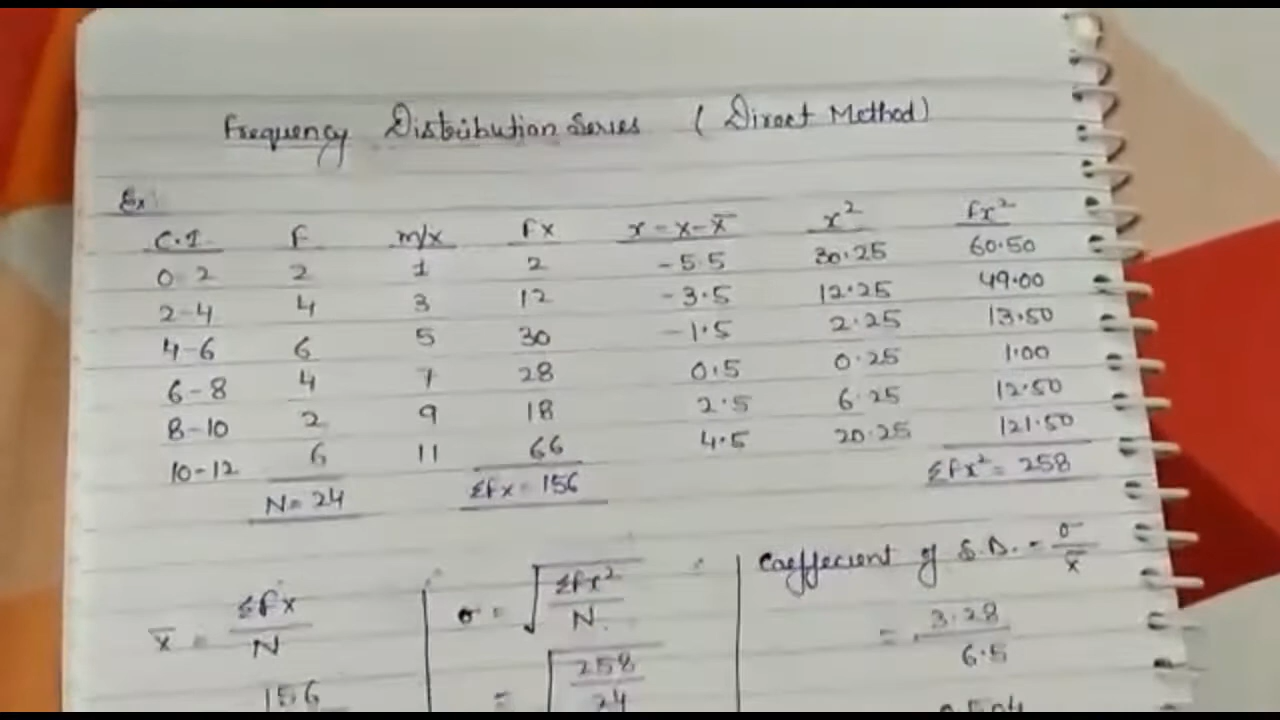 Frequency Distribution Series (Direct Method)
Ex:
C.I F m/x Fx x = x - x̄ x² fx²
0-2 2 1 2 -5.5 30.25 60.50
2-4 4 3 12 -3.5 12.25 49.00
4-6 6 5 30 -1.5 2.25 13.50
6-8 4 7 28 0.5 0.25 1.00
8-10 2 9 18 2.5 6.25 12.50
10-12 6 11 66 4.5 20.25 121.50
N = 24 Σfx = 156 Σfx² = 258
x̄ = Σfx / N
156
σ = √Σfx² / N
= √258 / 24
Coeffecient of S.D. = σ / x̄
= 3.28 / 6.5